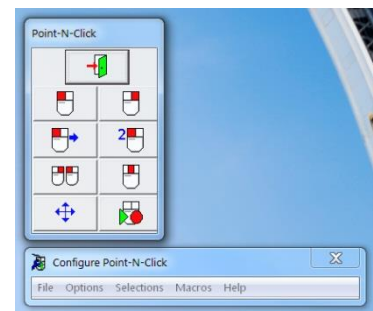 Point-N-Click
2
Configure Point-N-Click
File Options Selections Macros Help